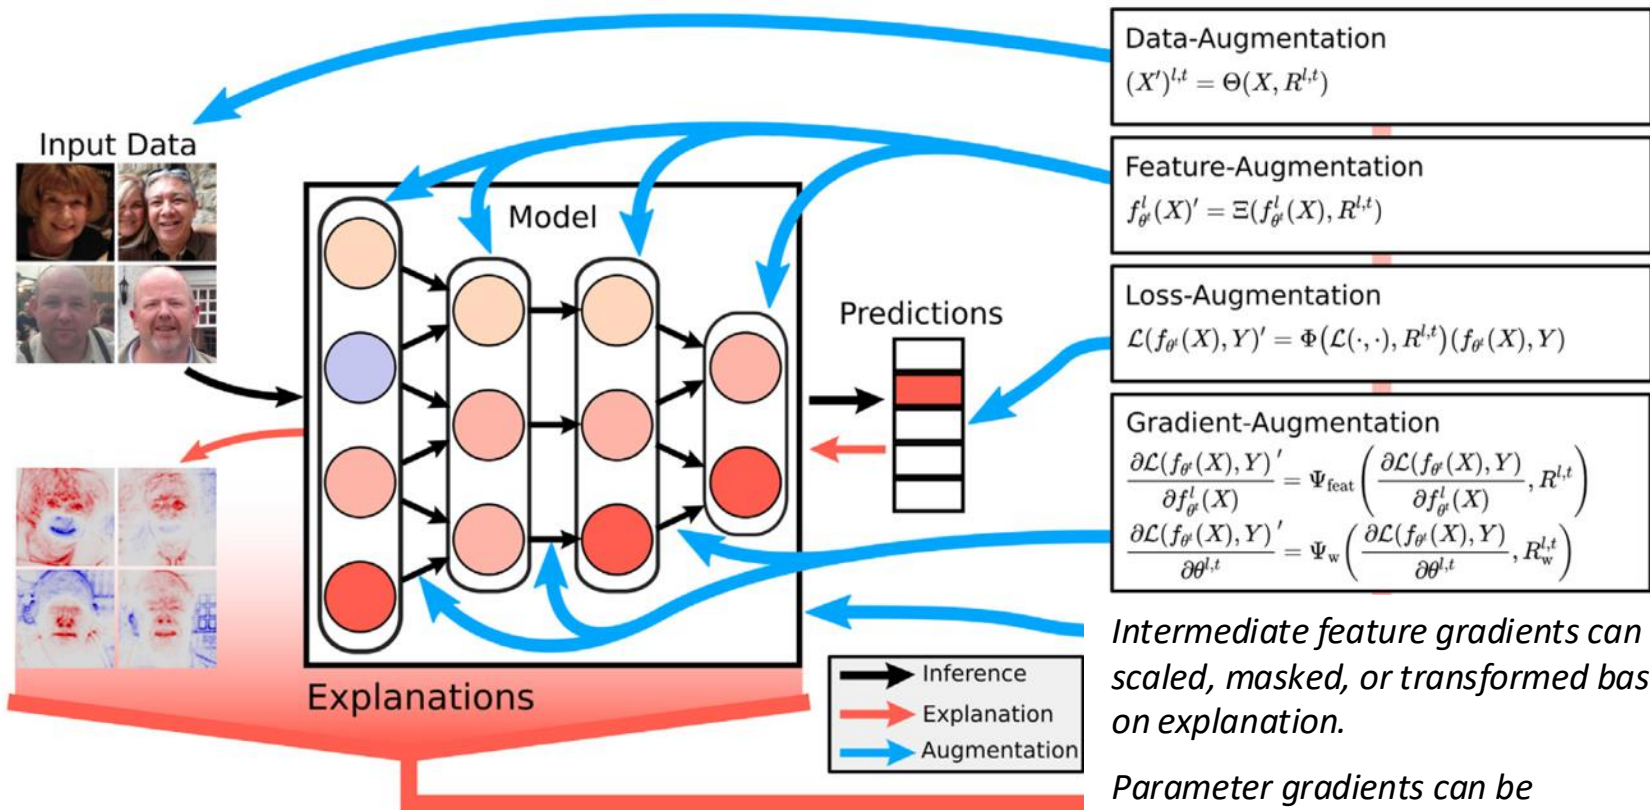 Data-Augmentation
(X′)^{l,t} = Θ(X, R^{l,t})
Input Data
Feature-Augmentation
f^l_{θ^t}(X)′ = Ξ(f^l_{θ^t}(X), R^{l,t})
Model
Loss-Augmentation
ℒ(f_{θ^t}(X), Y)′ = Φ(ℒ(·,·), R^{l,t})(f_{θ^t}(X), Y)
Predictions
Gradient-Augmentation
∂ℒ(f_{θ^t}(X), Y)′ / ∂f^l_{θ^t}(X) = Ψ_feat(∂ℒ(f_{θ^t}(X), Y) / ∂f^l_{θ^t}(X), R^{l,t})
∂ℒ(f_{θ^t}(X), Y)′ / ∂θ^{l,t} = Ψ_w(∂ℒ(f_{θ^t}(X), Y) / ∂θ^{l,t}, R_w^{l,t})
Explanations
Inference
Explanation
Augmentation
Intermediate feature gradients can
scaled, masked, or transformed bas
on explanation.
Parameter gradients can be